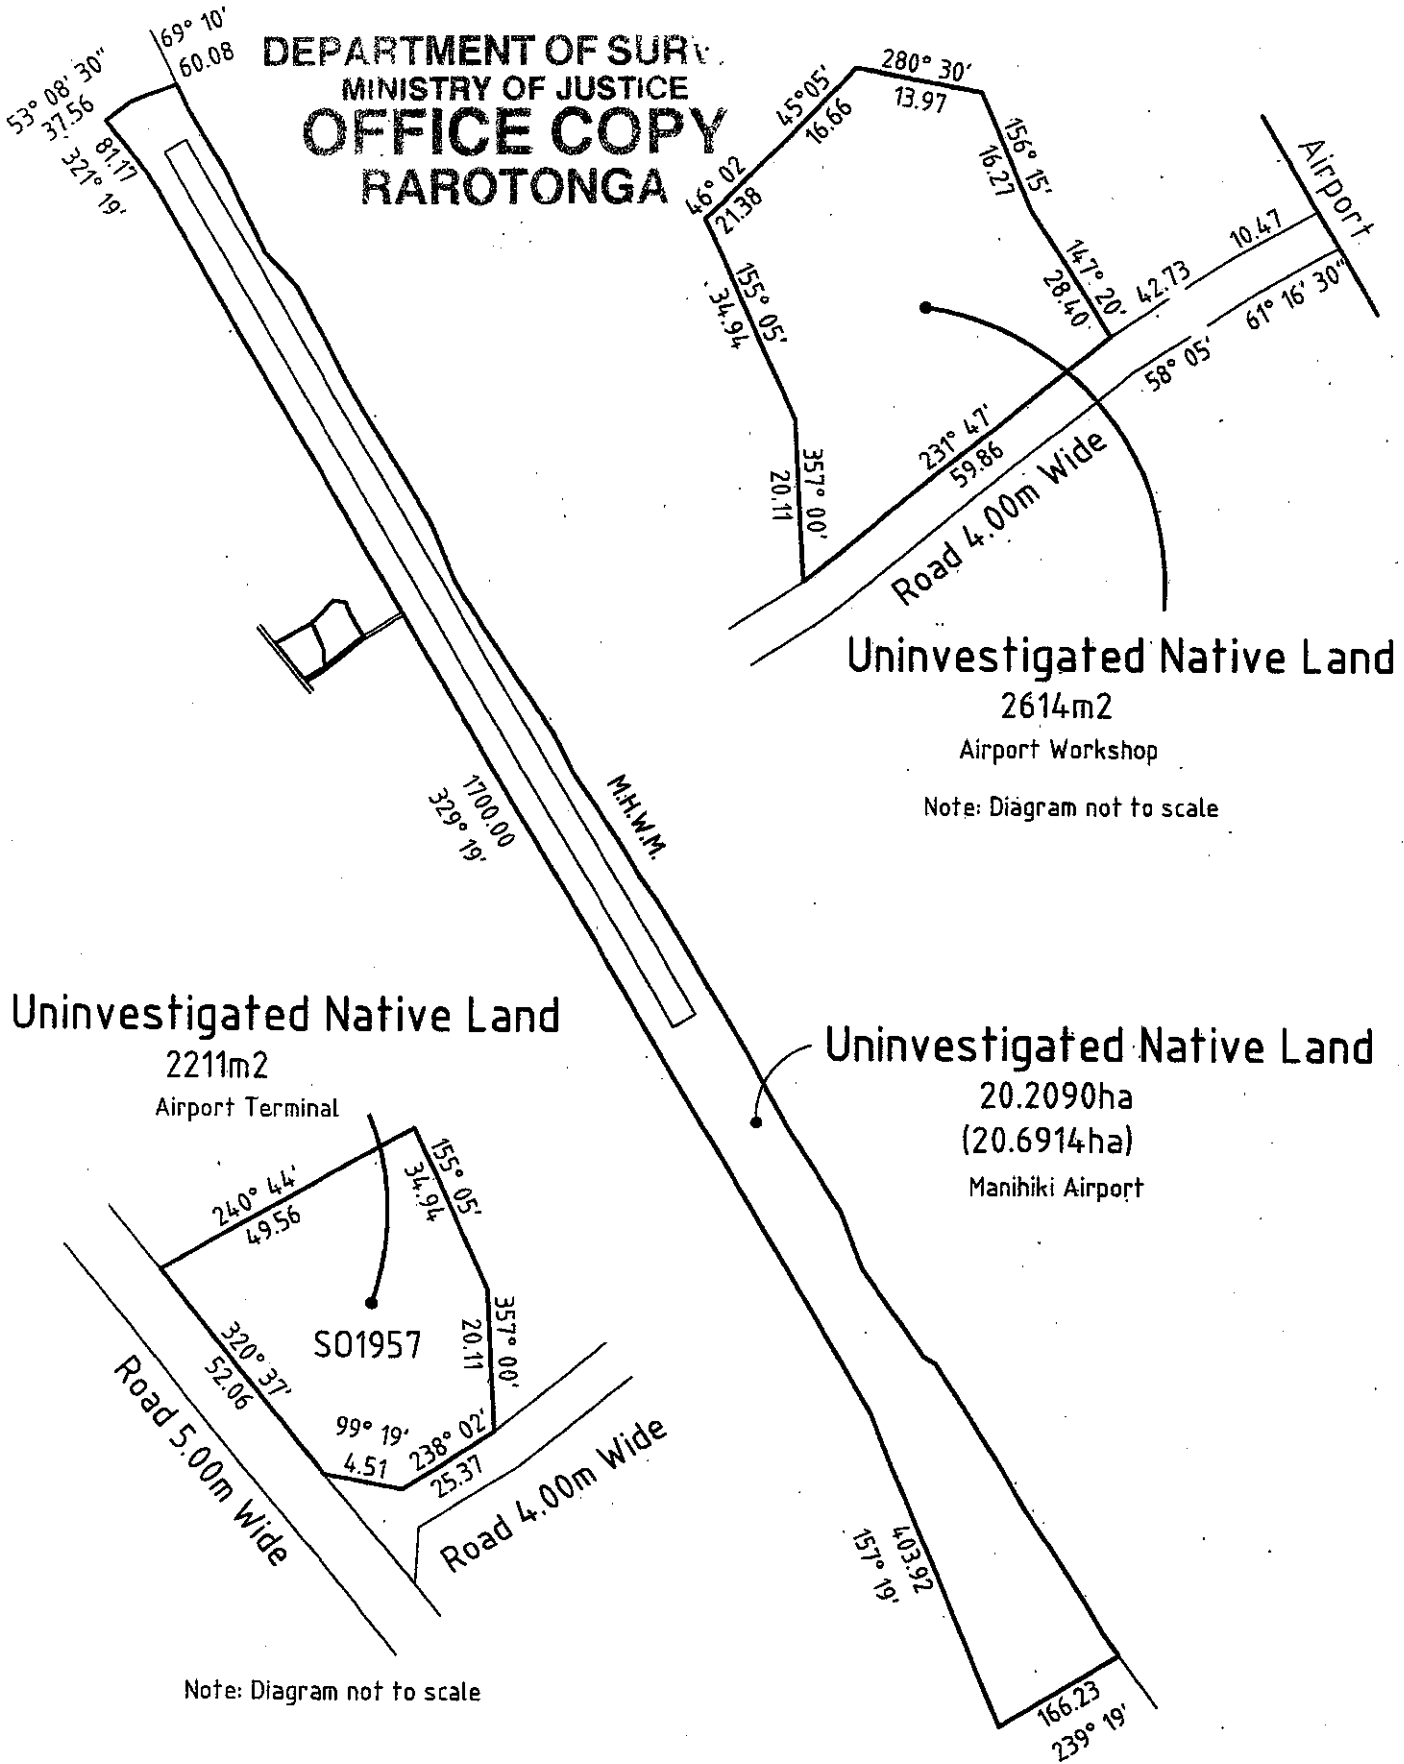 DEPARTMENT OF SURV.
MINISTRY OF JUSTICE
OFFICE COPY
RAROTONGA
69° 10'
60.08
53° 08' 30"
37.56
81.17
321° 19'
280° 30'
13.97
45°05'
16.66
46° 02
21.38
156° 15'
16.27
147° 20'
28.40
155° 05'
34.94
357° 00'
20.11
231° 47'
59.86
Road 4.00m Wide
42.73
10.47
58° 05'
61° 16' 30"
Airport
Uninvestigated Native Land
2614m2
Airport Workshop
Note: Diagram not to scale
1700.00
329° 19'
M.H.W.M.
Uninvestigated Native Land
2211m2
Airport Terminal
Uninvestigated Native Land
20.2090ha
(20.6914ha)
Manihiki Airport
240° 44'
49.56
155° 05'
34.94
357° 00'
20.11
SO1957
320° 37'
52.06
99° 19'
4.51
238° 02'
25.37
Road 5.00m Wide
Road 4.00m Wide
403.92
157° 19'
166.23
239° 19'
Note: Diagram not to scale